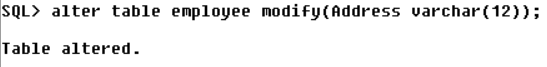 SQL> alter table employee modify(Address varchar(12));
Table altered.